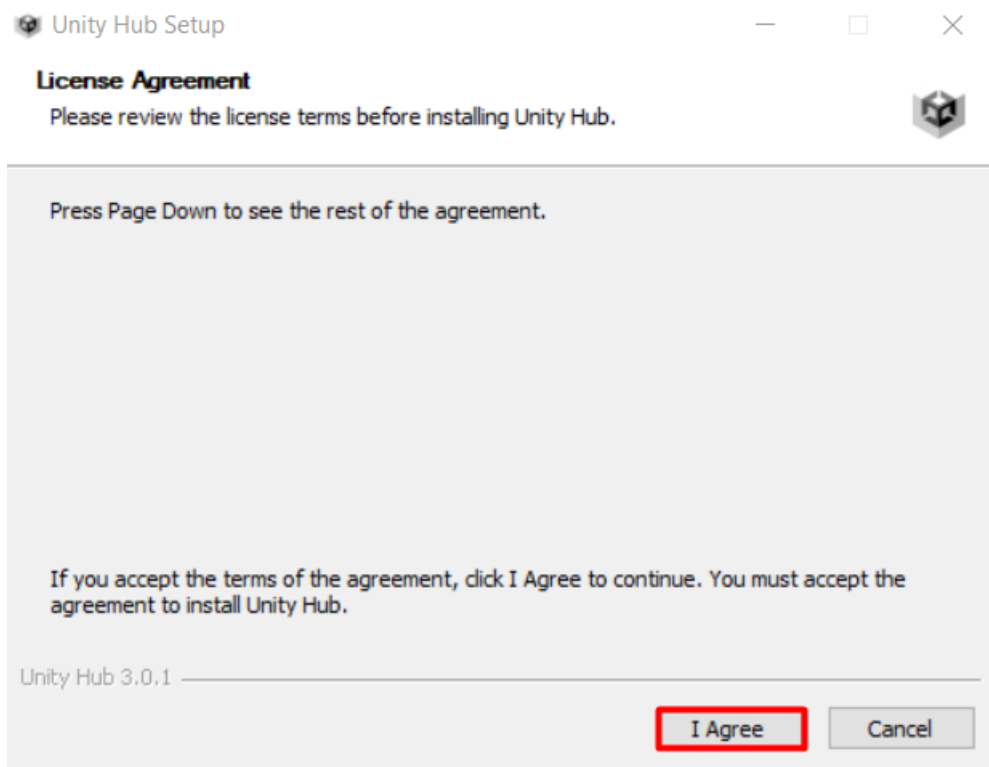 Unity Hub Setup
License Agreement
Please review the license terms before installing Unity Hub.
Press Page Down to see the rest of the agreement.
If you accept the terms of the agreement, click I Agree to continue. You must accept the
agreement to install Unity Hub.
Unity Hub 3.0.1
I Agree
Cancel